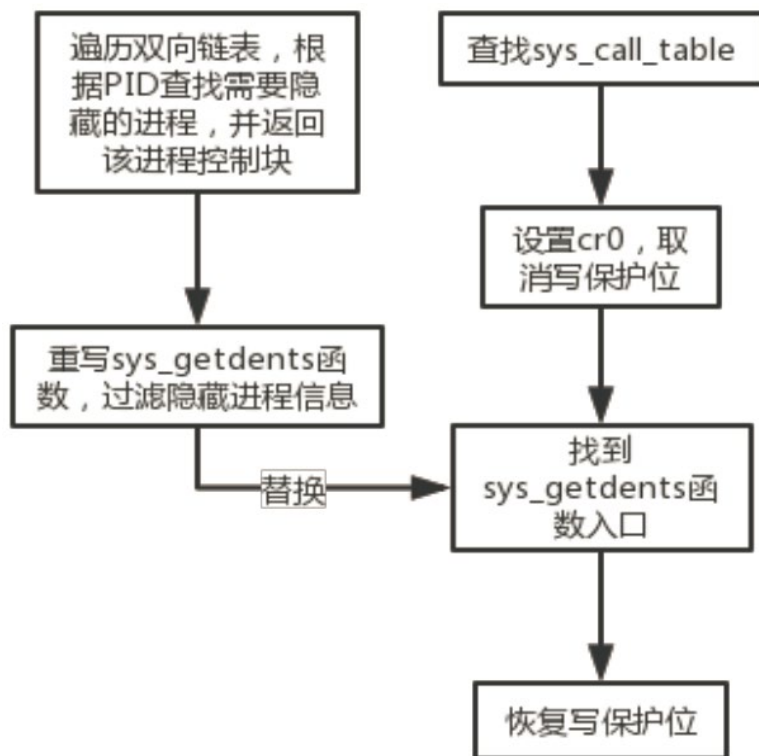 遍历双向链表，根
据PID查找需要隐
藏的进程，并返回
该进程控制块
重写sys_getdents函
数，过滤隐藏进程信息
替换
查找sys_call_table
设置cr0，取
消写保护位
找到
sys_getdents函
数入口
恢复写保护位